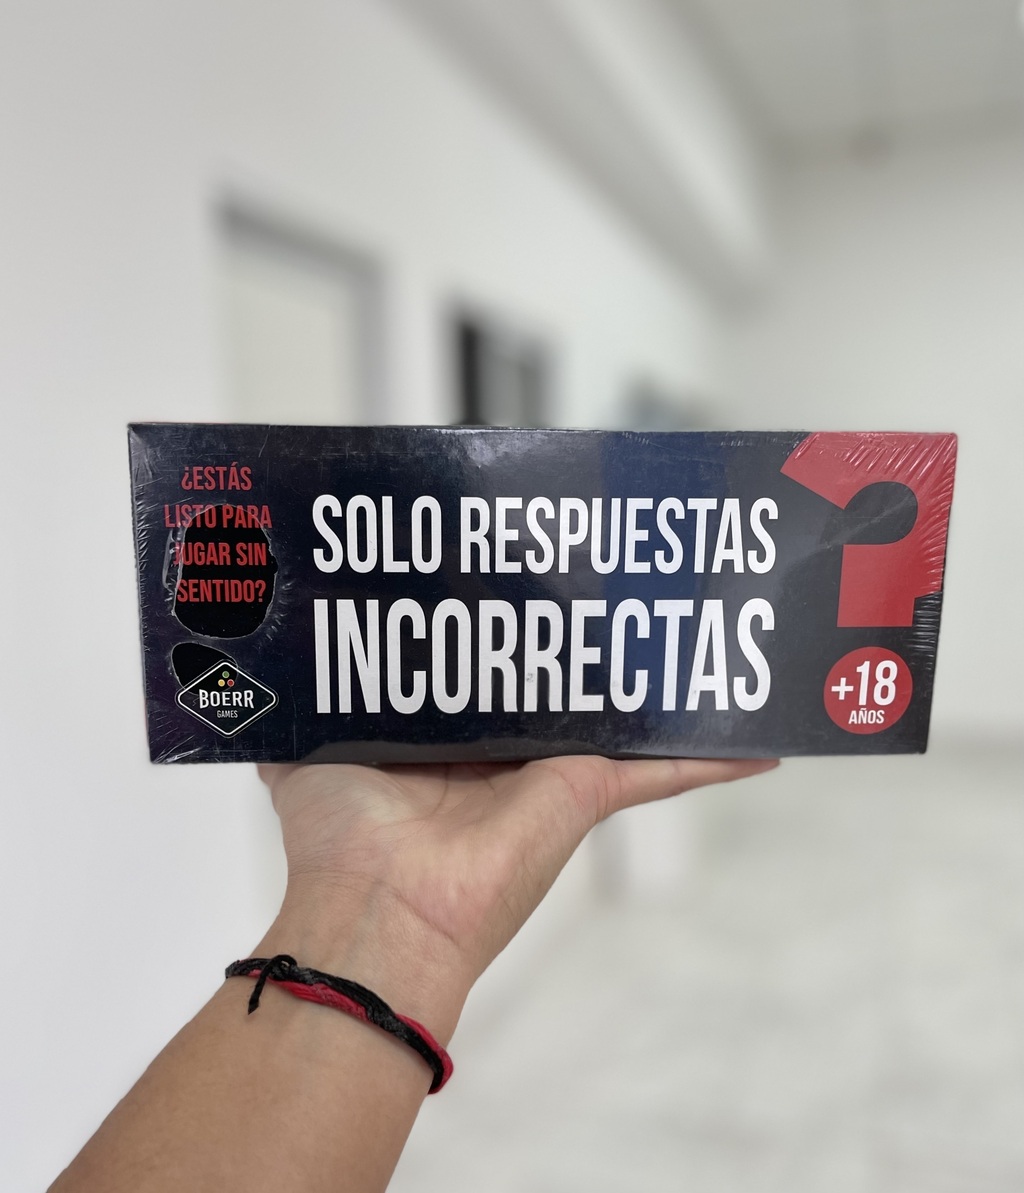 ¿ESTÁS
LISTO PARA
JUGAR SIN
SENTIDO?
SOLO RESPUESTAS
INCORRECTAS
BOERR
GAMES
+18
AÑOS